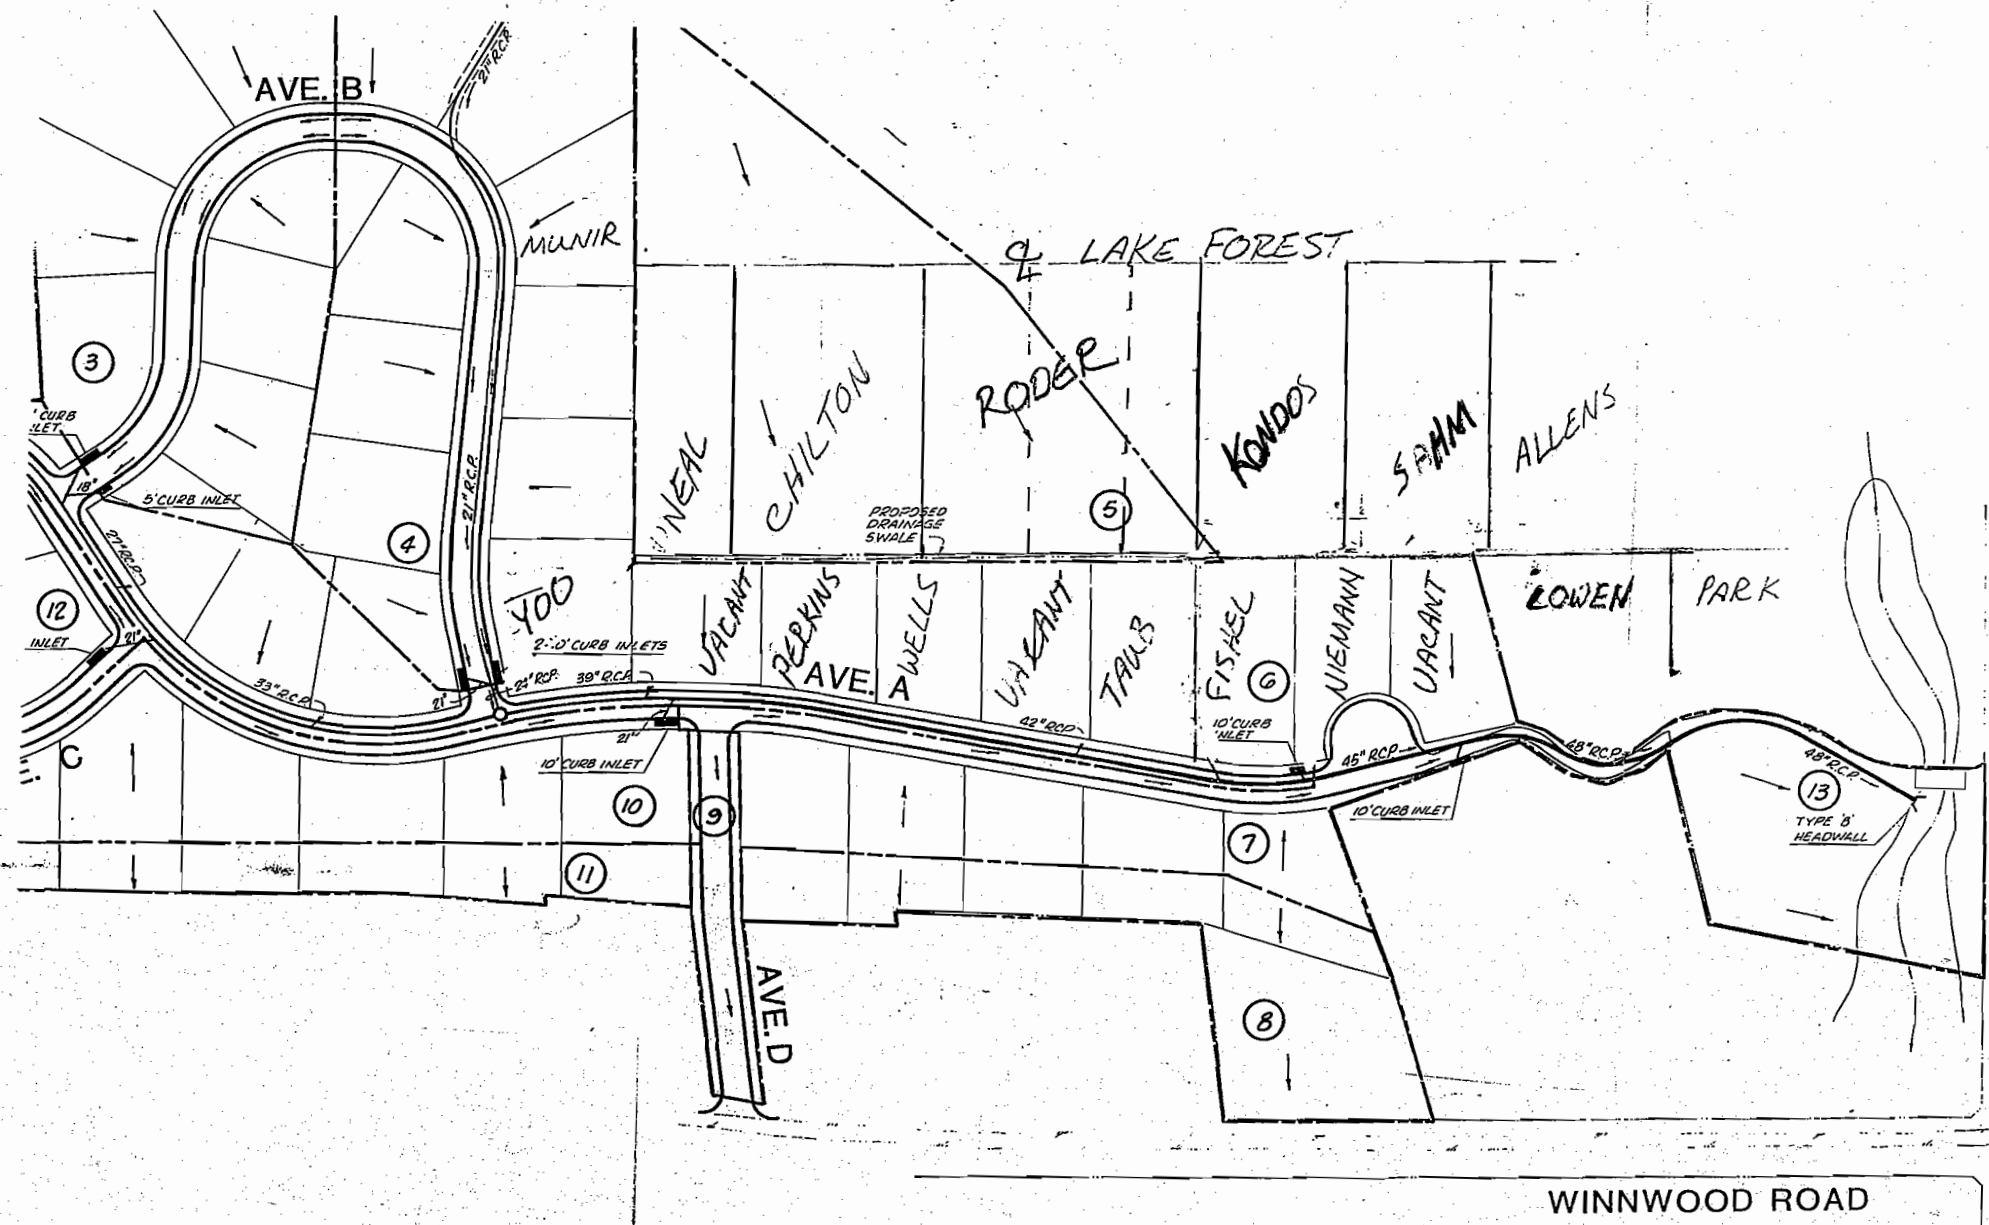 21" R.C.P.
AVE. B
MUNIR
℄ LAKE FOREST
3
CURB
INLET
18"
5' CURB INLET
27" R.C.P.
21" R.C.P.
4
12
INLET
21"
33" R.C.P.
C
O'NEAL
CHILTON
RODER
KONDOS
SAHM
ALLENS
PROPOSED
DRAINAGE
SWALE
5
YOO
2-10' CURB INLETS
VACANT
PERKINS
WELLS
VACANT
TAUB
FISHEL
6
NIEMANN
VACANT
LOWEN
PARK
21"
24" R.C.P.
39" R.C.P.
AVE. A
21"
10' CURB INLET
42" R.C.P.
10' CURB
INLET
45" R.C.P.
48" R.C.P.
48" R.C.P.
10' CURB INLET
13
TYPE 'B'
HEADWALL
10
9
11
7
8
AVE. D
WINNWOOD ROAD